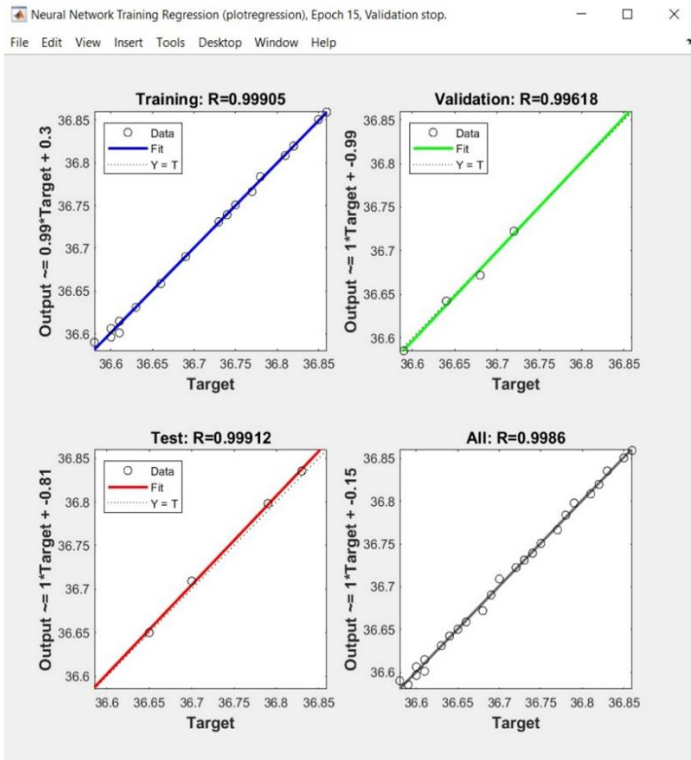 Neural Network Training Regression (plotregression), Epoch 15, Validation stop.
File Edit View Insert Tools Desktop Window Help
Training: R=0.99905
Output ~= 0.99*Target + 0.3
36.85
36.8
36.75
36.7
36.65
36.6
Data
Fit
Y = T
36.6 36.65 36.7 36.75 36.8 36.85
Target
Validation: R=0.99618
Output ~= 1*Target + -0.99
36.85
36.8
36.75
36.7
36.65
36.6
Data
Fit
Y = T
36.6 36.65 36.7 36.75 36.8 36.85
Target
Test: R=0.99912
Output ~= 1*Target + -0.81
36.85
36.8
36.75
36.7
36.65
36.6
Data
Fit
Y = T
36.6 36.65 36.7 36.75 36.8 36.85
Target
All: R=0.9986
Output ~= 1*Target + -0.15
36.85
36.8
36.75
36.7
36.65
36.6
36.6 36.65 36.7 36.75 36.8 36.85
Target